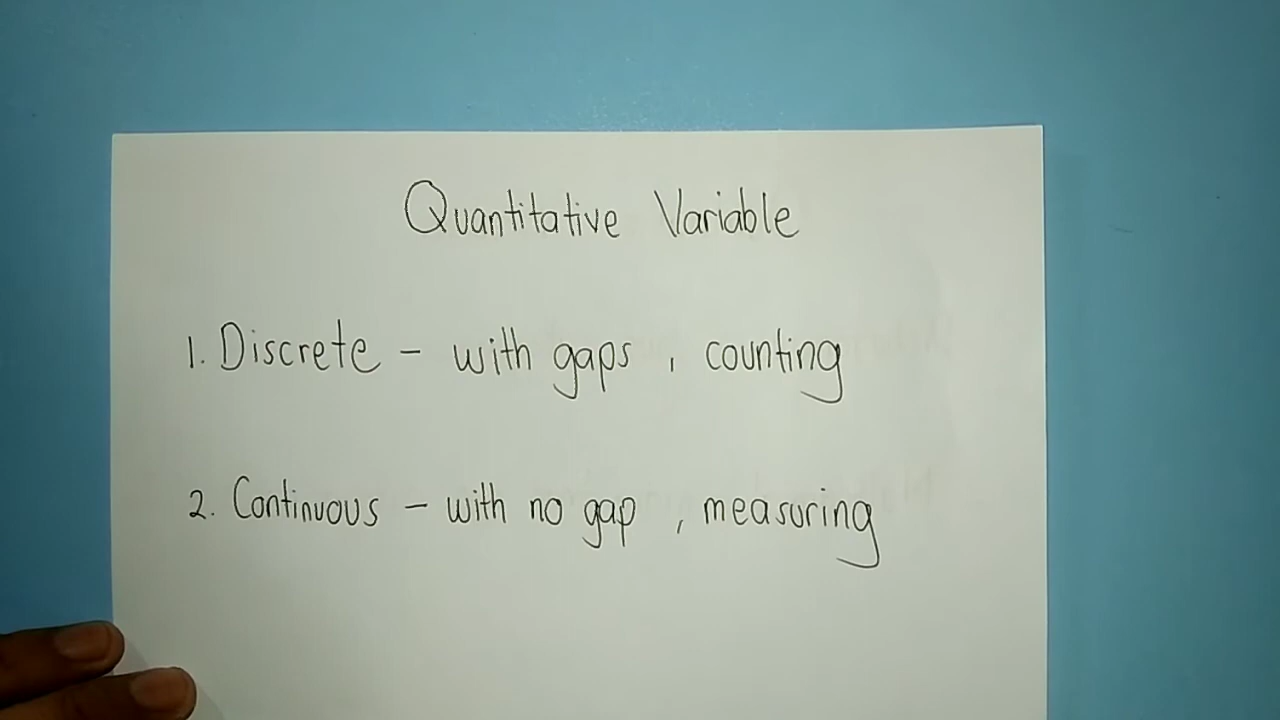 Quantitative Variable
1. Discrete - with gaps , counting
2. Continuous - with no gap , measuring